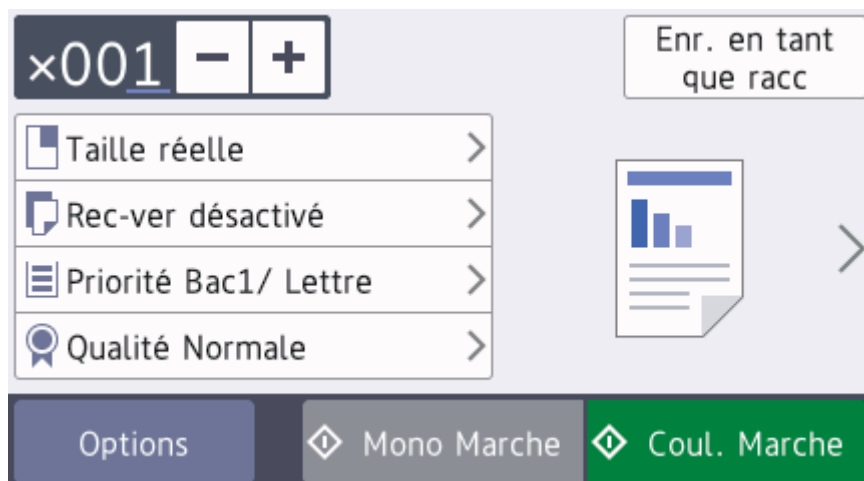 ×001 − +
Enr. en tant
que racc
Taille réelle
Rec-ver désactivé
Priorité Bac1/ Lettre
Qualité Normale
Options
Mono Marche
Coul. Marche